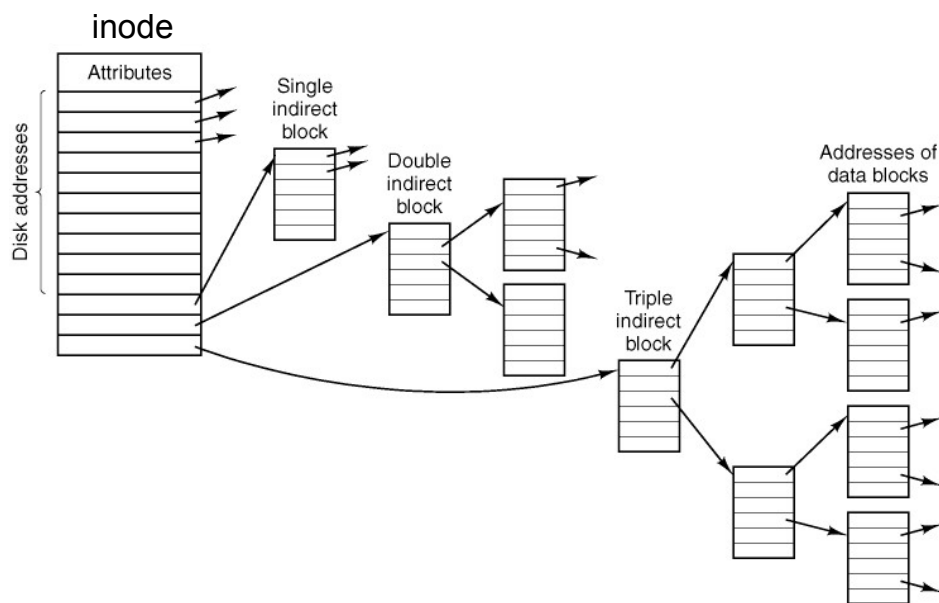 inode
Attributes
Disk addresses
Single
indirect
block
Double
indirect
block
Triple
indirect
block
Addresses of
data blocks